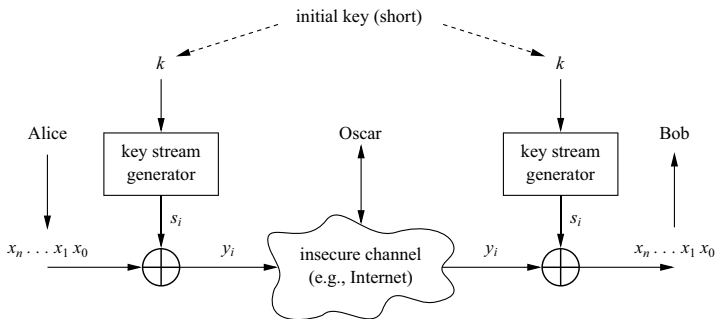 initial key (short)
k
k
Alice
Oscar
Bob
key stream
generator
key stream
generator
s_i
s_i
x_n . . . x_1 x_0
y_i
insecure channel
(e.g., Internet)
y_i
x_n . . . x_1 x_0